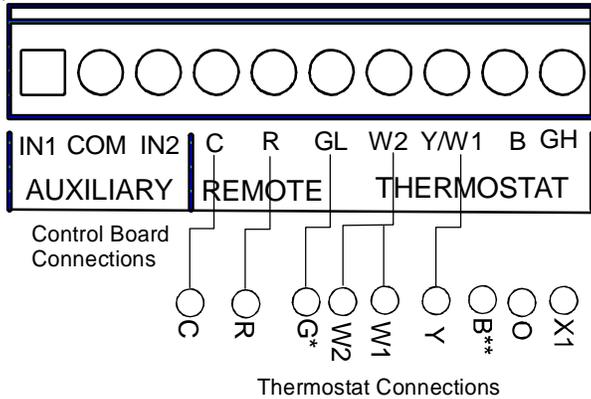 IN1 COM IN2 C R GL W2 Y/W1 B GH
AUXILIARY REMOTE THERMOSTAT
Control Board
Connections
C R G* W2 W1 Y B** O X1
Thermostat Connections